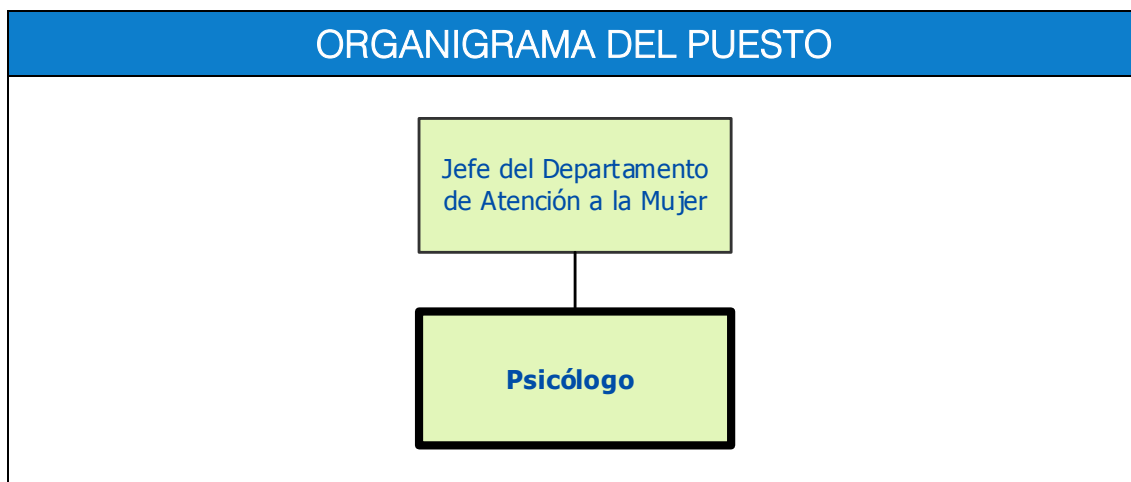 ORGANIGRAMA DEL PUESTO
Jefe del Departamento
de Atención a la Mujer
Psicólogo